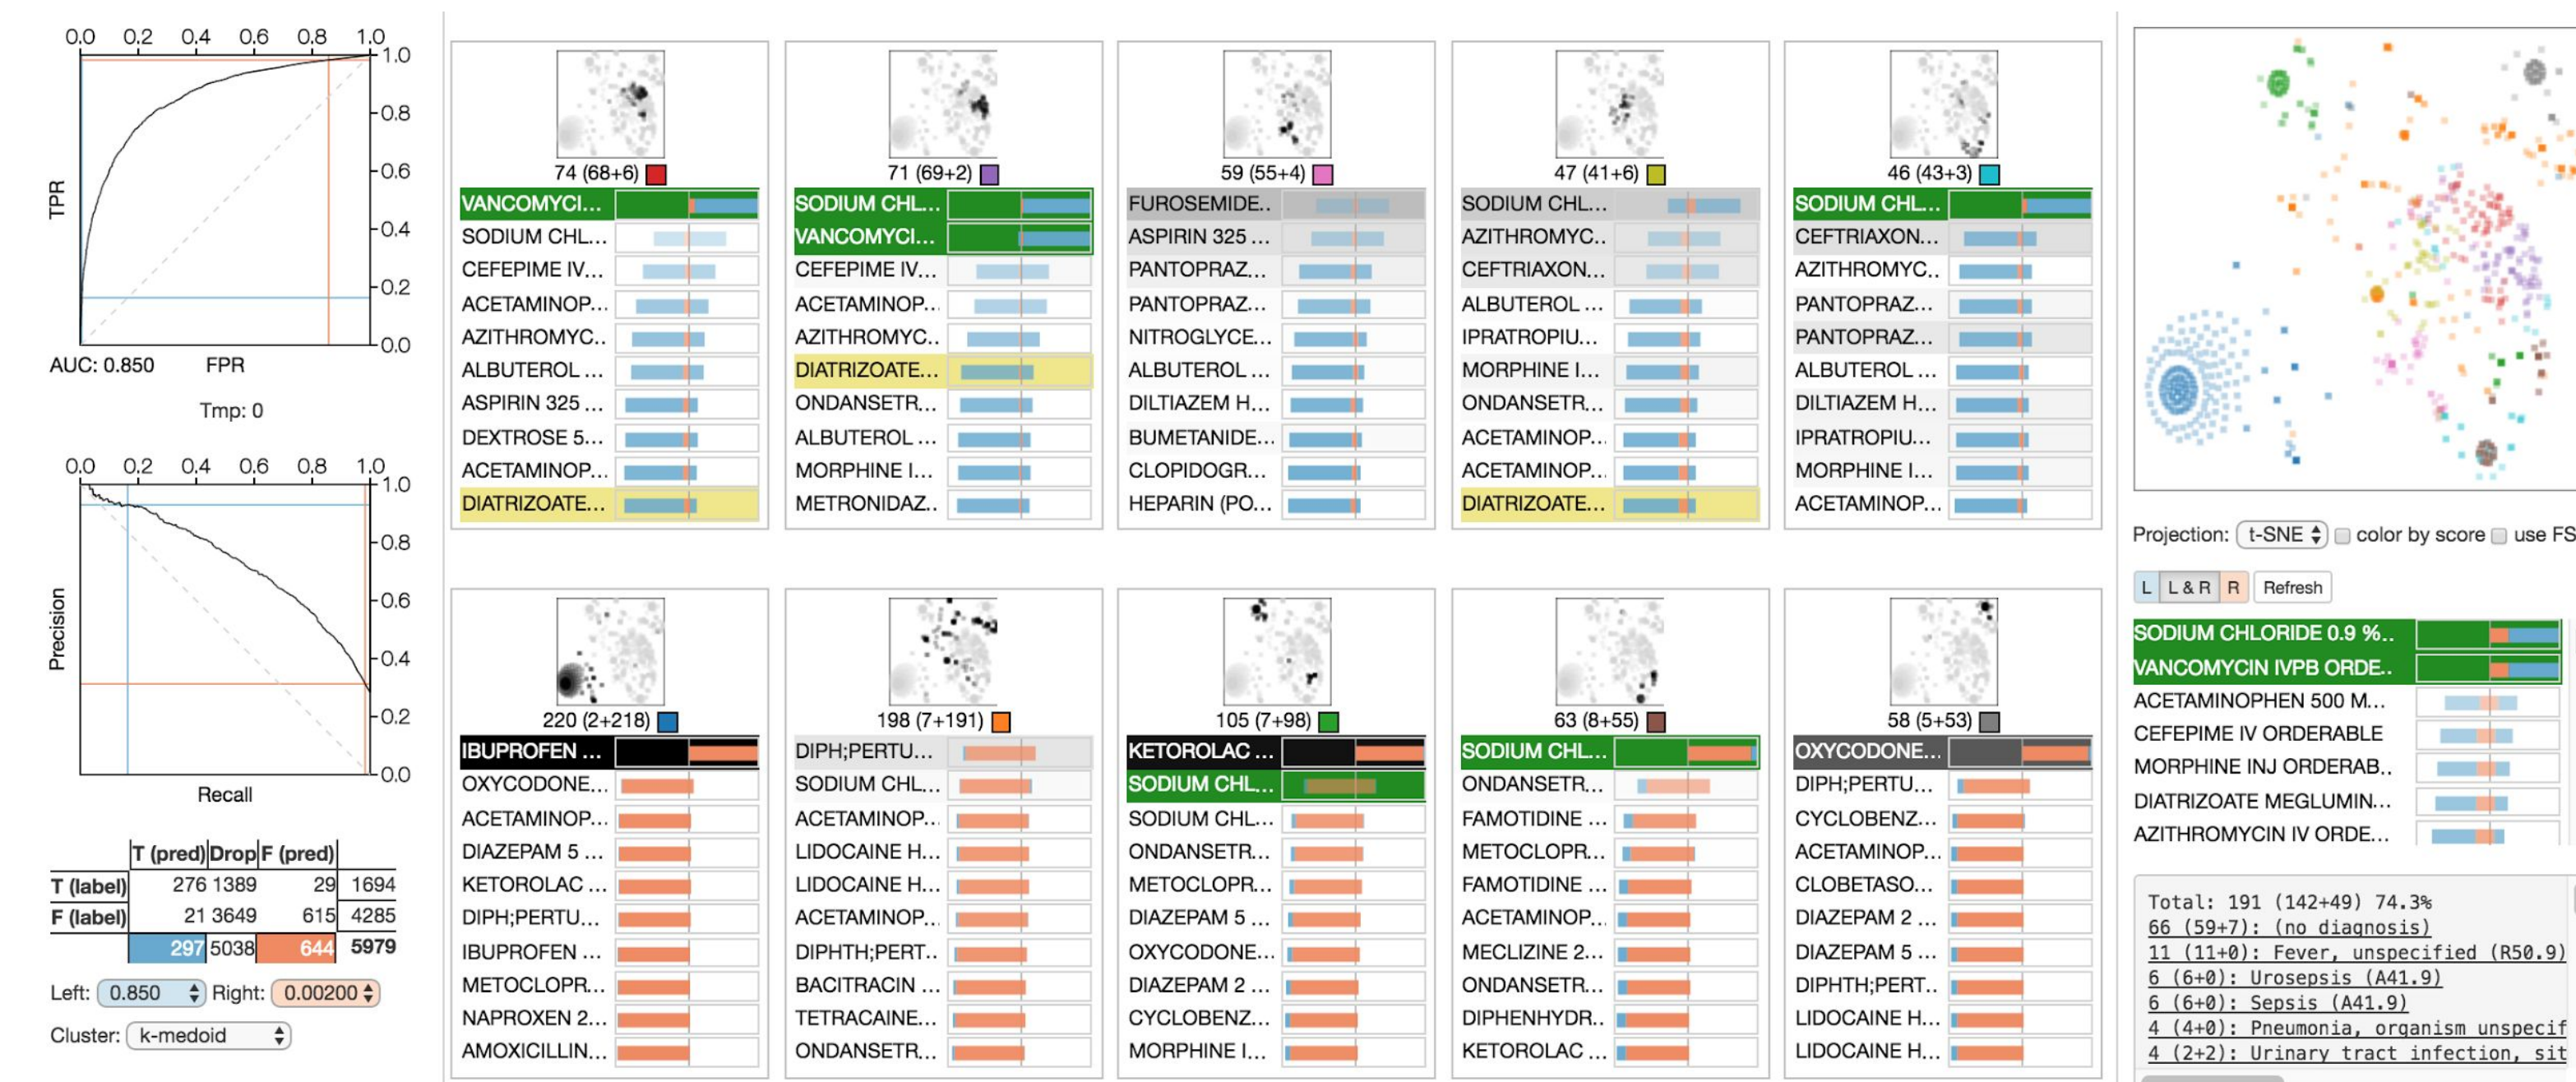 0.0 0.2 0.4 0.6 0.8 1.0
1.0
0.8
0.6
0.4
0.2
0.0
TPR
AUC: 0.850 FPR
Tmp: 0
0.0 0.2 0.4 0.6 0.8 1.0
1.0
0.8
0.6
0.4
0.2
0.0
Precision
Recall
T (pred) Drop F (pred)
T (label) 276 1389 29 1694
F (label) 21 3649 615 4285
297 5038 644 5979
Left: 0.850 Right: 0.00200
Cluster: k-medoid
74 (68+6)
VANCOMYCI...
SODIUM CHL...
CEFEPIME IV...
ACETAMINOP...
AZITHROMYC..
ALBUTEROL ...
ASPIRIN 325 ...
DEXTROSE 5...
ACETAMINOP...
DIATRIZOATE...
71 (69+2)
SODIUM CHL...
VANCOMYCI...
CEFEPIME IV...
ACETAMINOP...
AZITHROMYC..
DIATRIZOATE...
ONDANSETR...
ALBUTEROL ...
MORPHINE I...
METRONIDAZ..
59 (55+4)
FUROSEMIDE..
ASPIRIN 325 ...
PANTOPRAZ...
PANTOPRAZ...
NITROGLYCE...
ALBUTEROL ...
DILTIAZEM H...
BUMETANIDE...
CLOPIDOGR...
HEPARIN (PO...
47 (41+6)
SODIUM CHL...
AZITHROMYC..
CEFTRIAXON...
ALBUTEROL ...
IPRATROPIU...
MORPHINE I...
ONDANSETR...
ACETAMINOP...
ACETAMINOP...
DIATRIZOATE...
46 (43+3)
SODIUM CHL...
CEFTRIAXON...
AZITHROMYC..
PANTOPRAZ...
PANTOPRAZ...
ALBUTEROL ...
DILTIAZEM H...
IPRATROPIU...
MORPHINE I...
ACETAMINOP...
220 (2+218)
IBUPROFEN ...
OXYCODONE...
ACETAMINOP...
DIAZEPAM 5 ...
KETOROLAC ...
DIPH;PERTU...
IBUPROFEN ...
METOCLOPR...
NAPROXEN 2...
AMOXICILLIN...
198 (7+191)
DIPH;PERTU...
SODIUM CHL...
ACETAMINOP...
LIDOCAINE H...
LIDOCAINE H...
ACETAMINOP...
DIPHTH;PERT..
BACITRACIN ...
TETRACAINE...
ONDANSETR...
105 (7+98)
KETOROLAC ...
SODIUM CHL...
SODIUM CHL...
ONDANSETR...
METOCLOPR...
DIAZEPAM 5 ...
OXYCODONE...
DIAZEPAM 2 ...
CYCLOBENZ...
MORPHINE I...
63 (8+55)
SODIUM CHL...
ONDANSETR...
FAMOTIDINE ...
METOCLOPR...
FAMOTIDINE ...
ACETAMINOP...
MECLIZINE 2...
ONDANSETR...
DIPHENHYDR..
KETOROLAC ...
58 (5+53)
OXYCODONE...
DIPH;PERTU...
CYCLOBENZ...
ACETAMINOP...
CLOBETASO...
DIAZEPAM 2 ...
DIAZEPAM 5 ...
DIPHTH;PERT..
LIDOCAINE H...
LIDOCAINE H...
Projection: t-SNE color by score use FS
L L & R R Refresh
SODIUM CHLORIDE 0.9 %..
VANCOMYCIN IVPB ORDE..
ACETAMINOPHEN 500 M...
CEFEPIME IV ORDERABLE
MORPHINE INJ ORDERAB..
DIATRIZOATE MEGLUMIN...
AZITHROMYCIN IV ORDE...
Total: 191 (142+49) 74.3%
66 (59+7): (no diagnosis)
11 (11+0): Fever, unspecified (R50.9)
6 (6+0): Urosepsis (A41.9)
6 (6+0): Sepsis (A41.9)
4 (4+0): Pneumonia, organism unspecif
4 (2+2): Urinary tract infection, sit